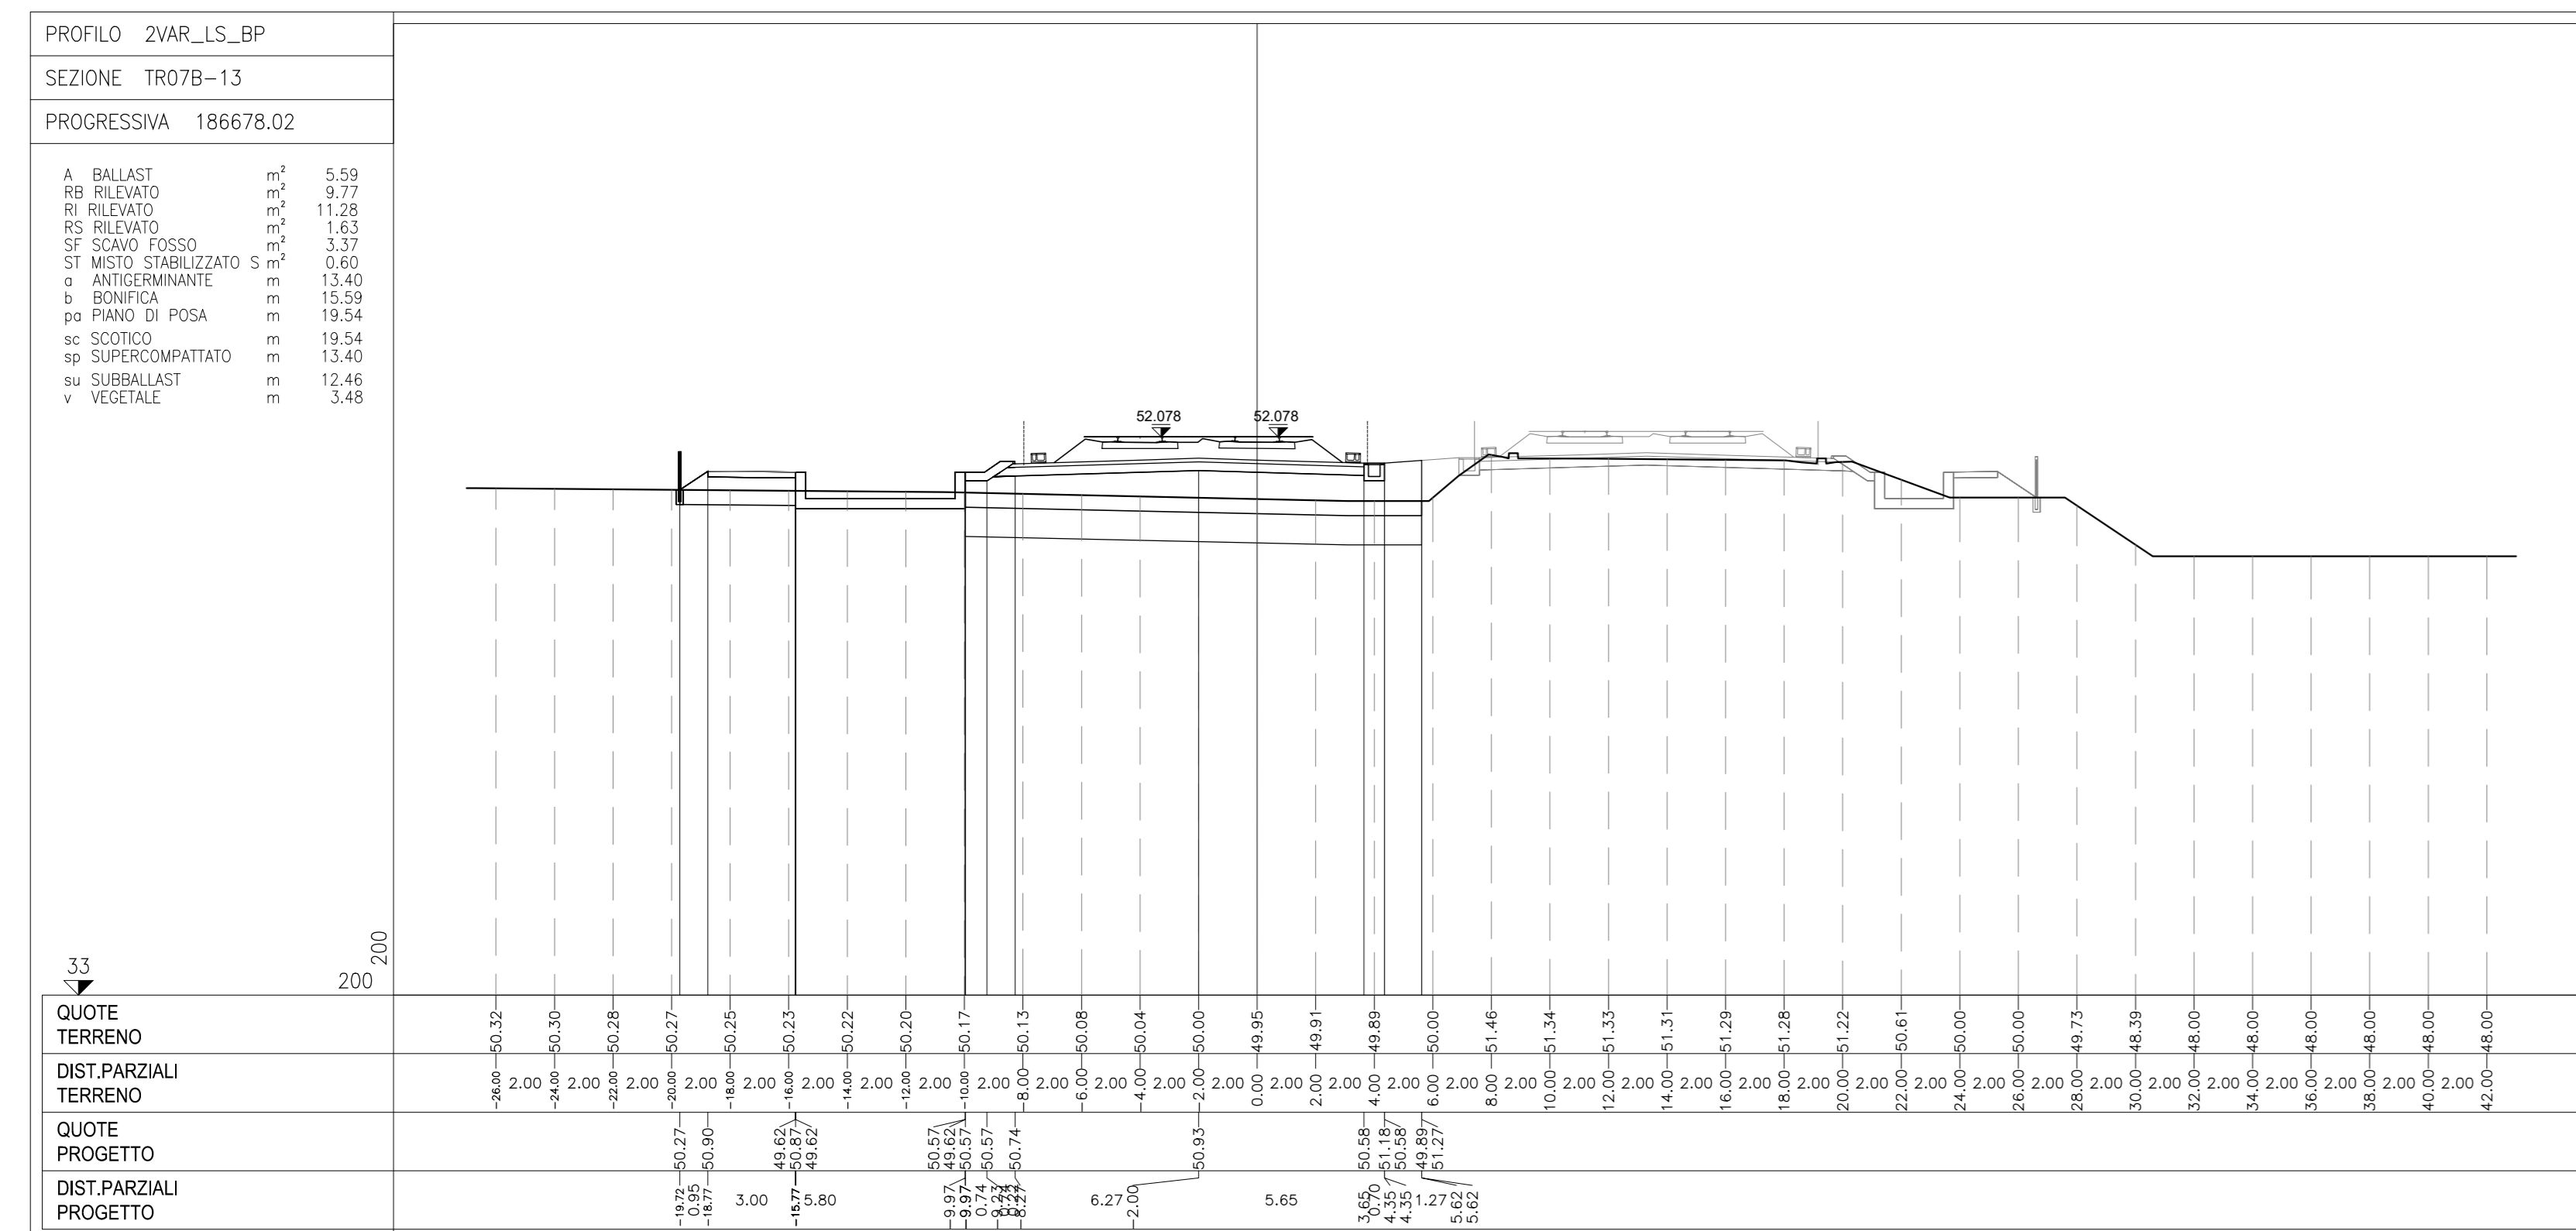 PROFILO 2VAR_LS_BP
SEZIONE TR07B-13
PROGRESSIVA 186678.02
A BALLAST m² 5.59
RB RILEVATO m² 9.77
RI RILEVATO m² 11.28
RS RILEVATO m² 1.63
SF SCAVO FOSSO m² 3.37
ST MISTO STABILIZZATO S m² 0.60
a ANTIGERMINANTE m 13.40
b BONIFICA m 15.59
pa PIANO DI POSA m 19.54
sc SCOTICO m 19.54
sp SUPERCOMPATTATO m 13.40
su SUBBALLAST m 12.46
v VEGETALE m 3.48
52.078 52.078
33
200
200
QUOTE
TERRENO
50.32 50.30 50.28 50.27 50.25 50.23 50.22 50.20 50.17 50.13 50.08 50.04 50.00 49.95 49.91 49.89 50.00 51.46 51.34 51.33 51.31 51.29 51.28 51.22 50.61 50.00 50.00 49.73 48.39 48.00 48.00 48.00 48.00 48.00 48.00
DIST.PARZIALI
TERRENO
-26.00 2.00 -24.00 2.00 -22.00 2.00 -20.00 2.00 -18.00 2.00 -16.00 2.00 -14.00 2.00 -12.00 2.00 -10.00 2.00 -8.00 2.00 -6.00 2.00 -4.00 2.00 -2.00 2.00 0.00 2.00 2.00 2.00 4.00 2.00 6.00 2.00 8.00 2.00 10.00 2.00 12.00 2.00 14.00 2.00 16.00 2.00 18.00 2.00 20.00 2.00 22.00 2.00 24.00 2.00 26.00 2.00 28.00 2.00 30.00 2.00 32.00 2.00 34.00 2.00 36.00 2.00 38.00 2.00 40.00 2.00 42.00
QUOTE
PROGETTO
50.27 50.90 49.62 50.87 49.62 50.57 49.62 50.57 50.57 50.74 50.93 50.58 51.18 50.58 49.89 51.27
DIST.PARZIALI
PROGETTO
-19.72 0.95 -18.77 3.00 -15.77 5.80 -9.97 -9.97 0.74 -9.23 -8.27 6.27 -2.00 5.65 3.65 0.70 4.35 4.35 1.27 5.62 5.62